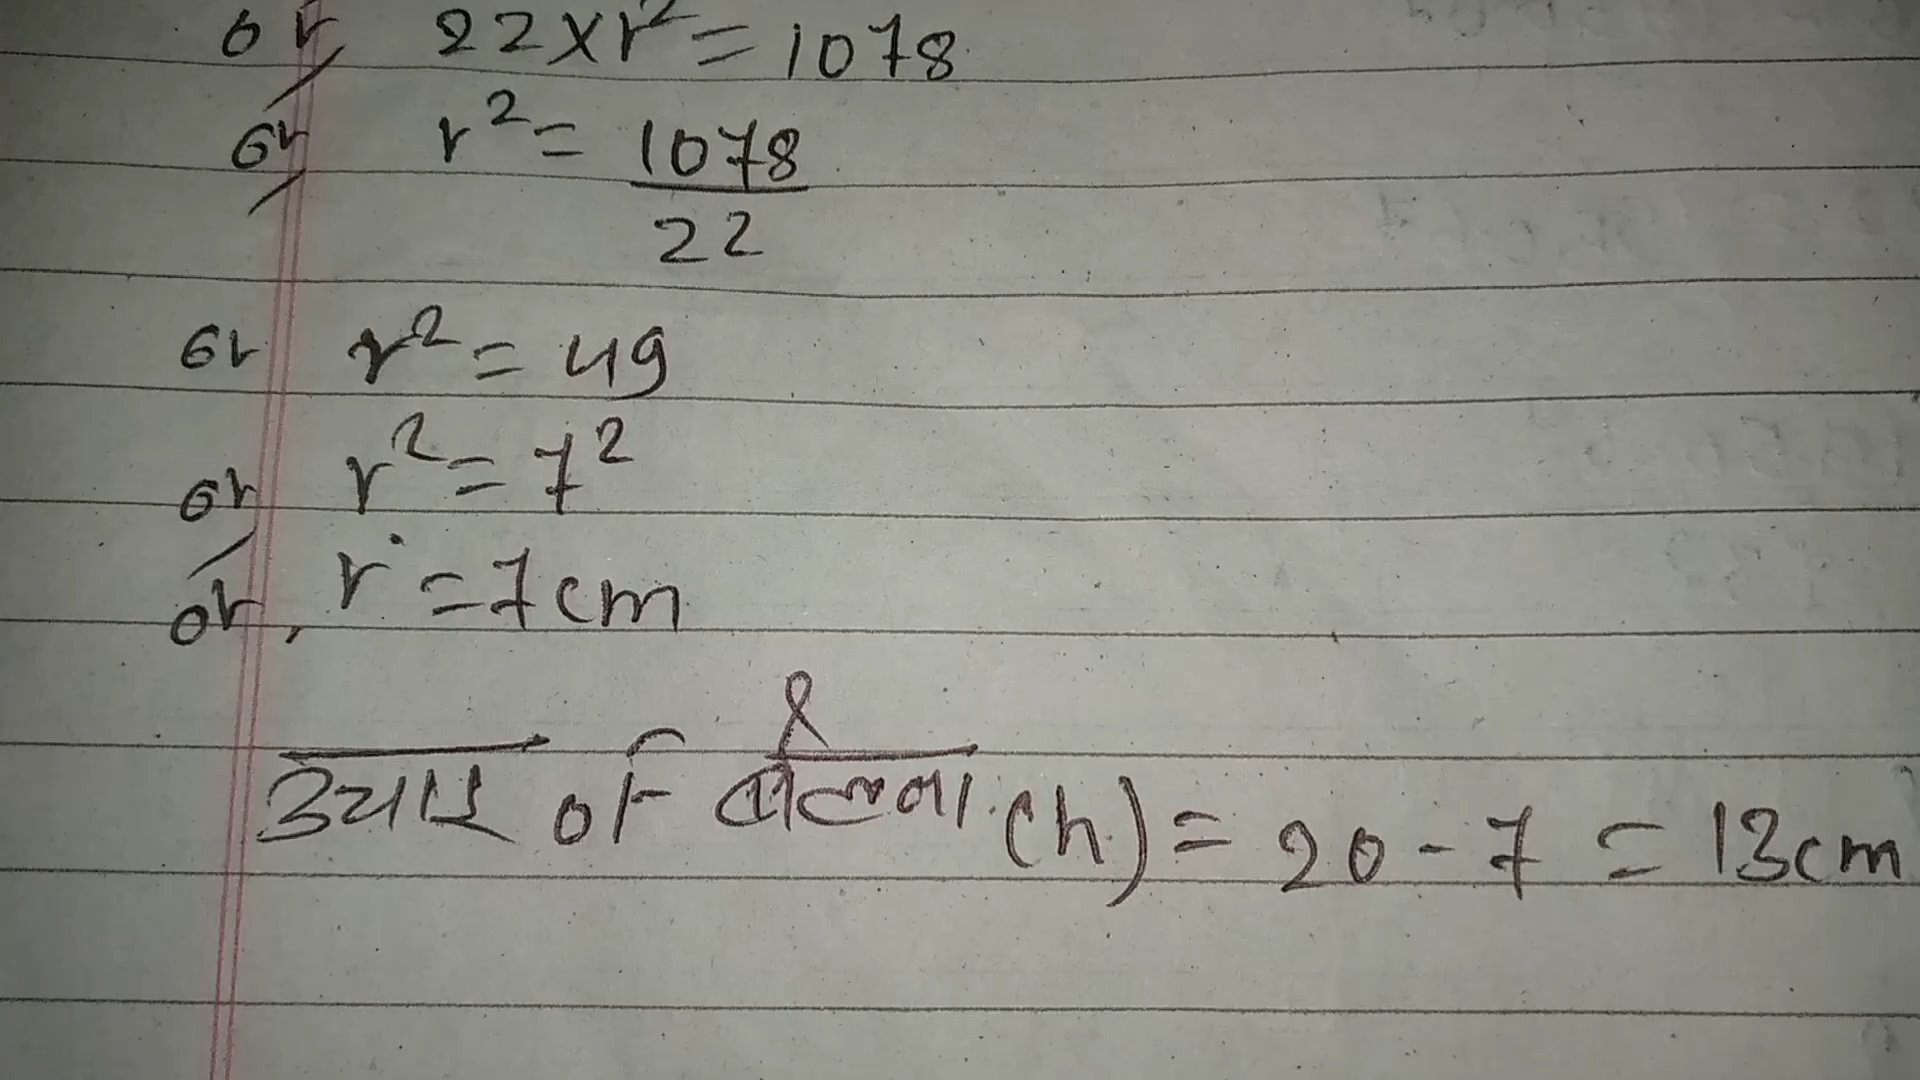 or 22×r² = 1078
or r² = 1078/22
or r² = 49
or r² = 7²
or, r = 7cm
उचाई of बेलना (h) = 20 - 7 = 13cm